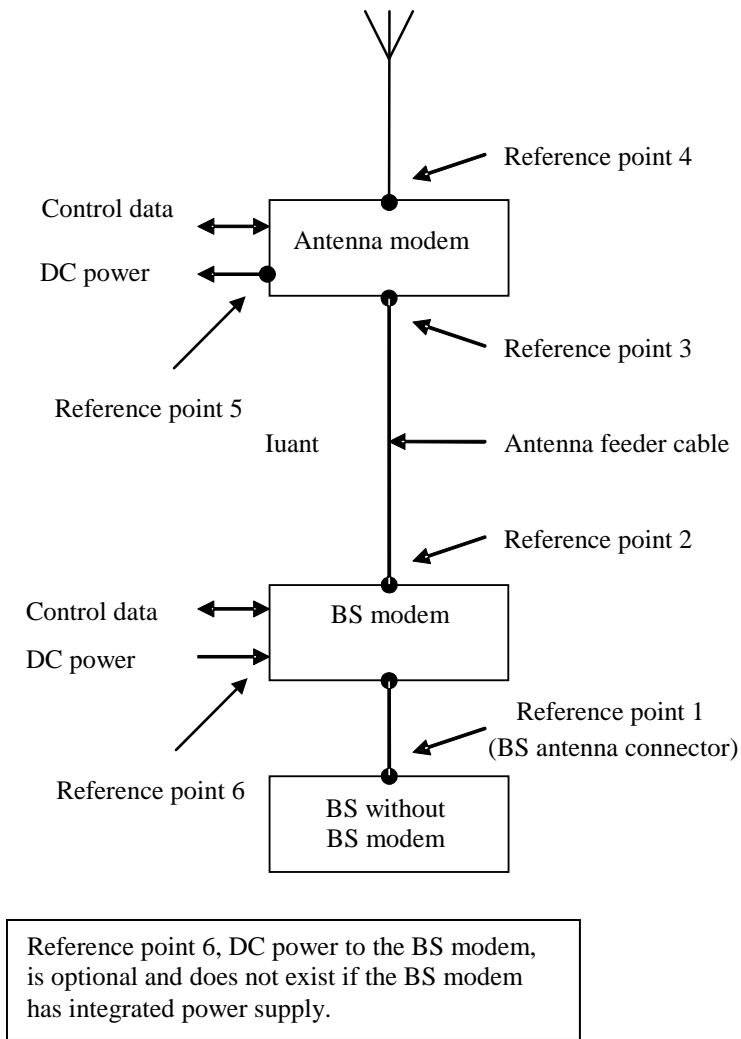 Reference point 4
Control data
Antenna modem
DC power
Reference point 3
Reference point 5
Iuant
Antenna feeder cable
Reference point 2
Control data
BS modem
DC power
Reference point 1
(BS antenna connector)
Reference point 6
BS without
BS modem
Reference point 6, DC power to the BS modem,
is optional and does not exist if the BS modem
has integrated power supply.